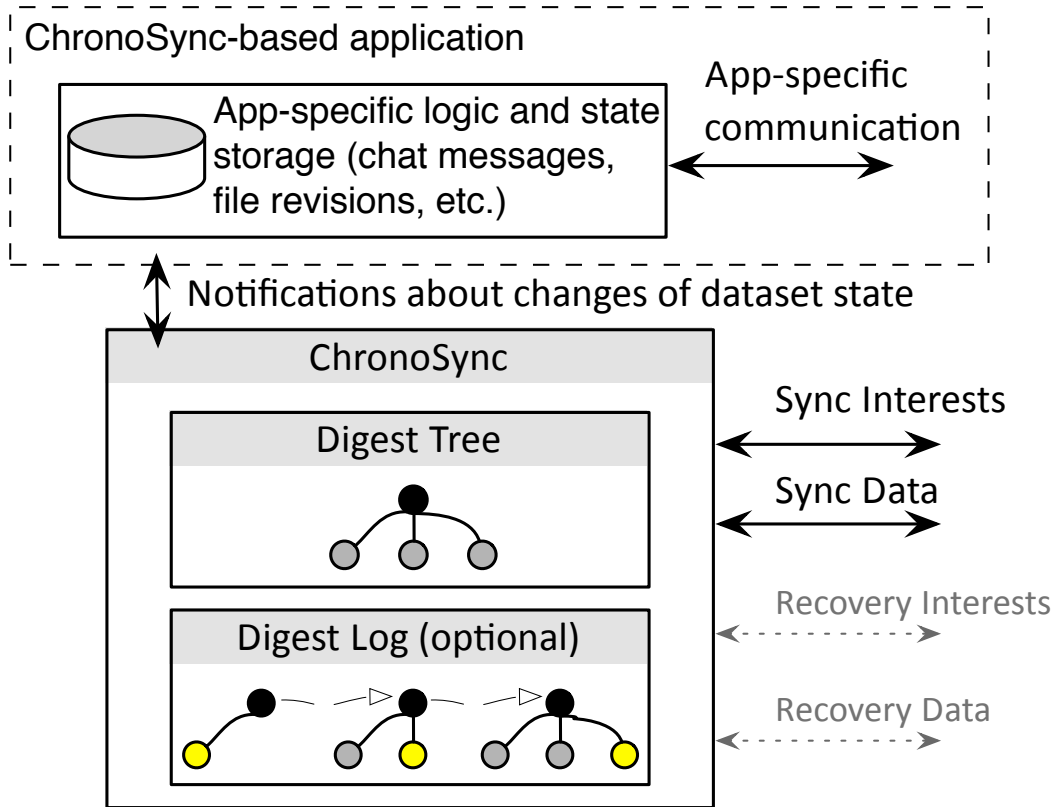 ChronoSync-based application
App-specific logic and state
storage (chat messages,
file revisions, etc.)
App-specific
communication
Notifications about changes of dataset state
ChronoSync
Digest Tree
Digest Log (optional)
Sync Interests
Sync Data
Recovery Interests
Recovery Data